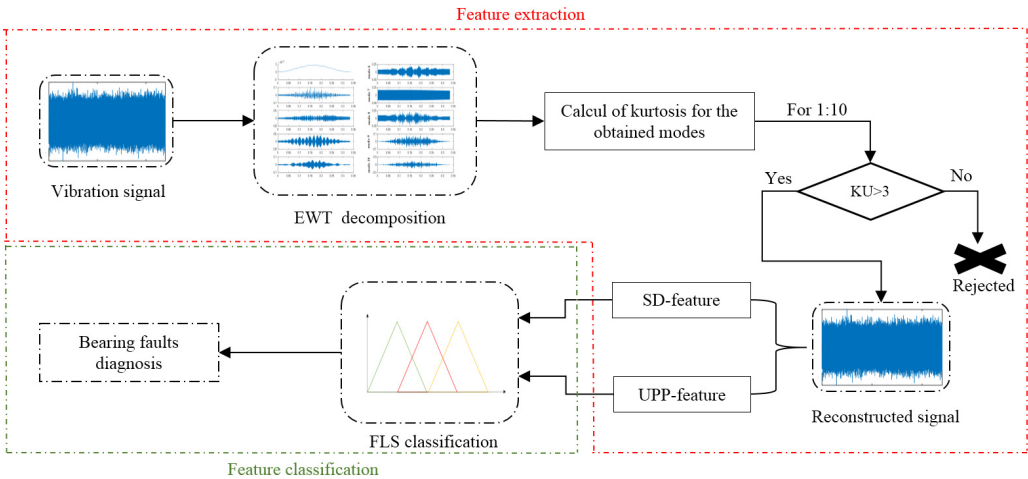 Feature extraction
Vibration signal
EWT decomposition
Calcul of kurtosis for the
obtained modes
For 1:10
KU>3
Yes
No
Rejected
Reconstructed signal
SD-feature
UPP-feature
FLS classification
Bearing faults
diagnosis
Feature classification